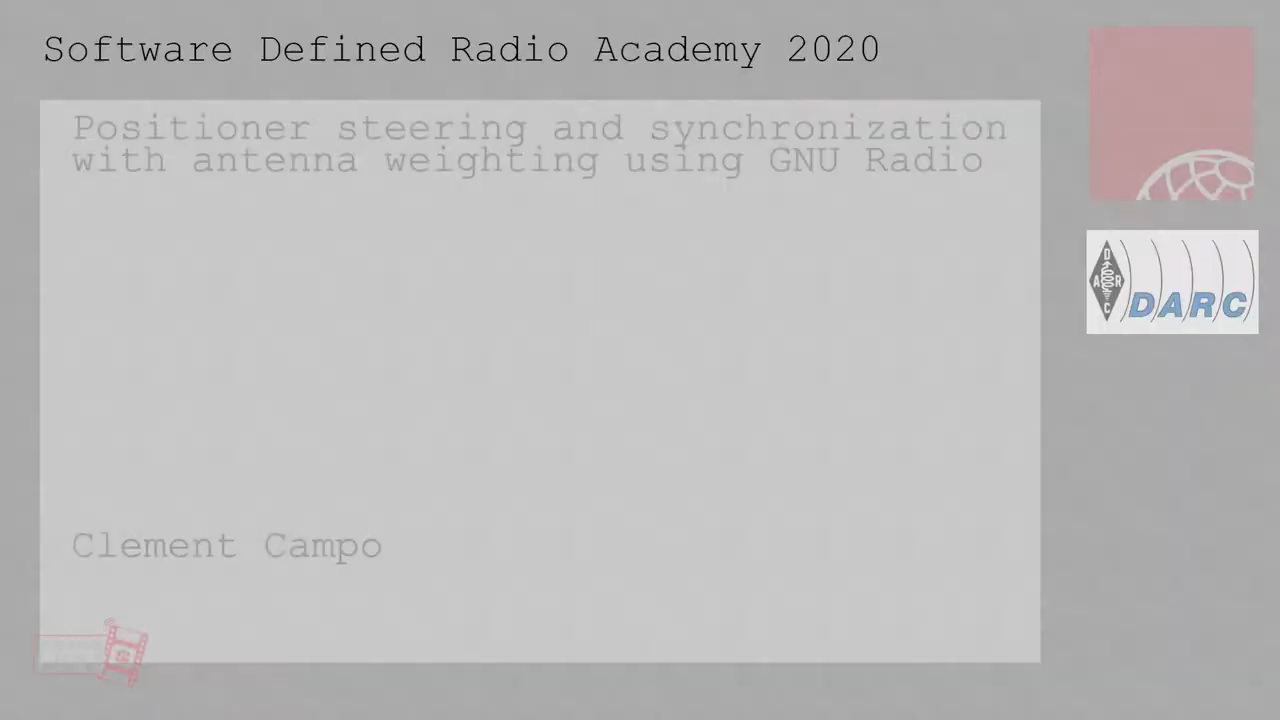 Software Defined Radio Academy 2020
Positioner steering and synchronization
with antenna weighting using GNU Radio
D
A R
C
DARC
Clement Campo